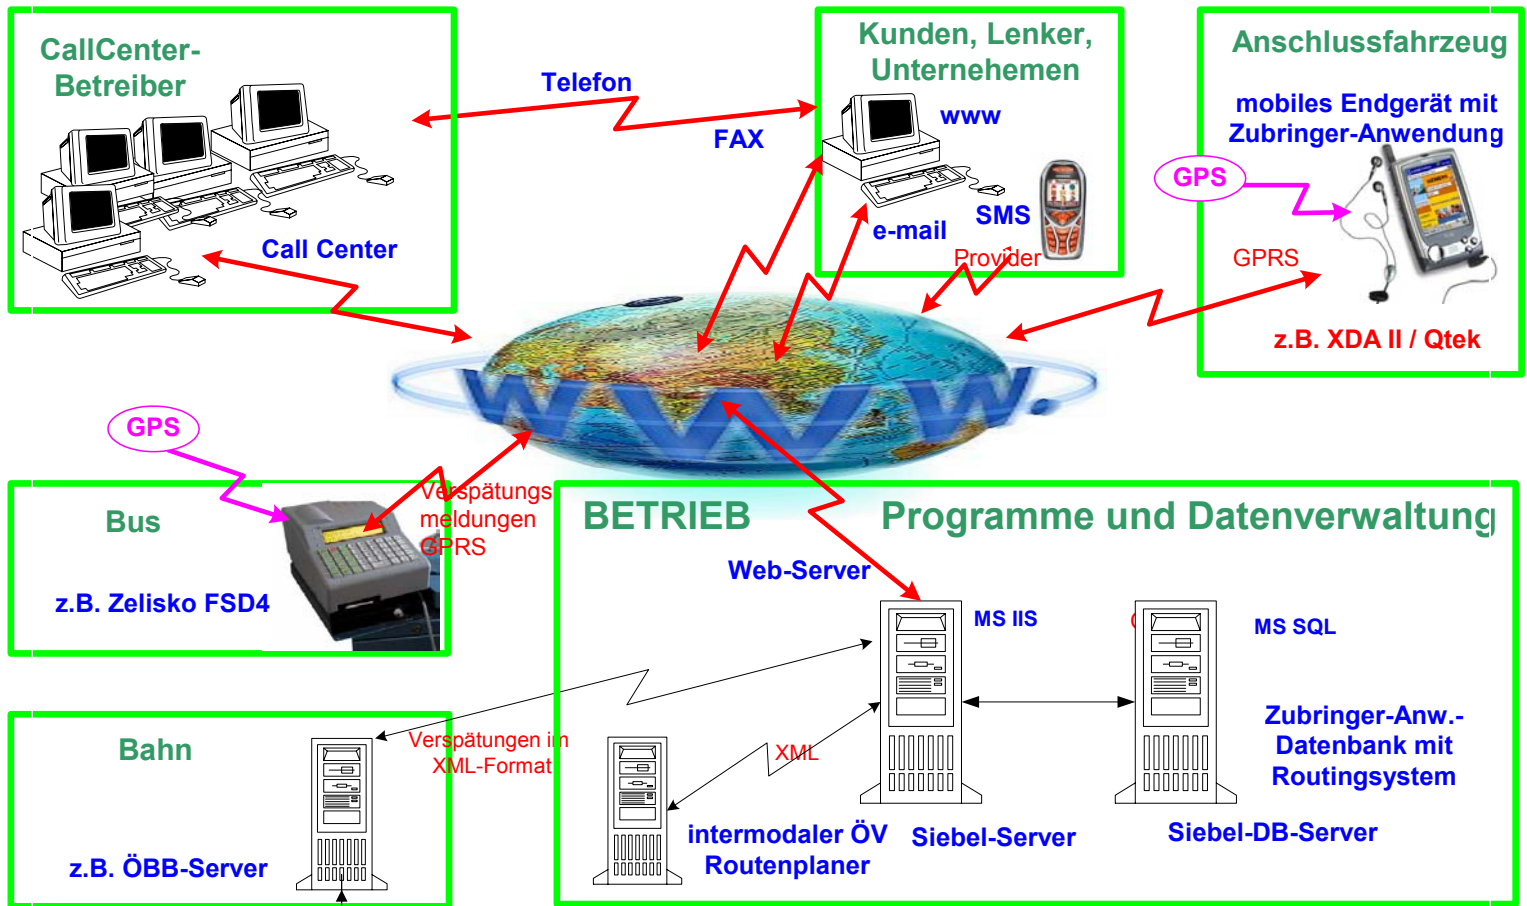 CallCenter-
Betreiber
Call Center
Telefon
FAX
Kunden, Lenker,
Unternehemen
www
e-mail
SMS
Provider
Anschlussfahrzeug
mobiles Endgerät mit
Zubringer-Anwendung
GPS
GPRS
z.B. XDA II / Qtek
www.
GPS
Bus
z.B. Zelisko FSD4
Verspätungs
meldungen
GPRS
BETRIEB Programme und Datenverwaltung
Web-Server
MS IIS
MS SQL
Zubringer-Anw.-
Datenbank mit
Routingsystem
Siebel-DB-Server
Siebel-Server
XML
intermodaler ÖV
Routenplaner
Bahn
Verspätungen im
XML-Format
z.B. ÖBB-Server